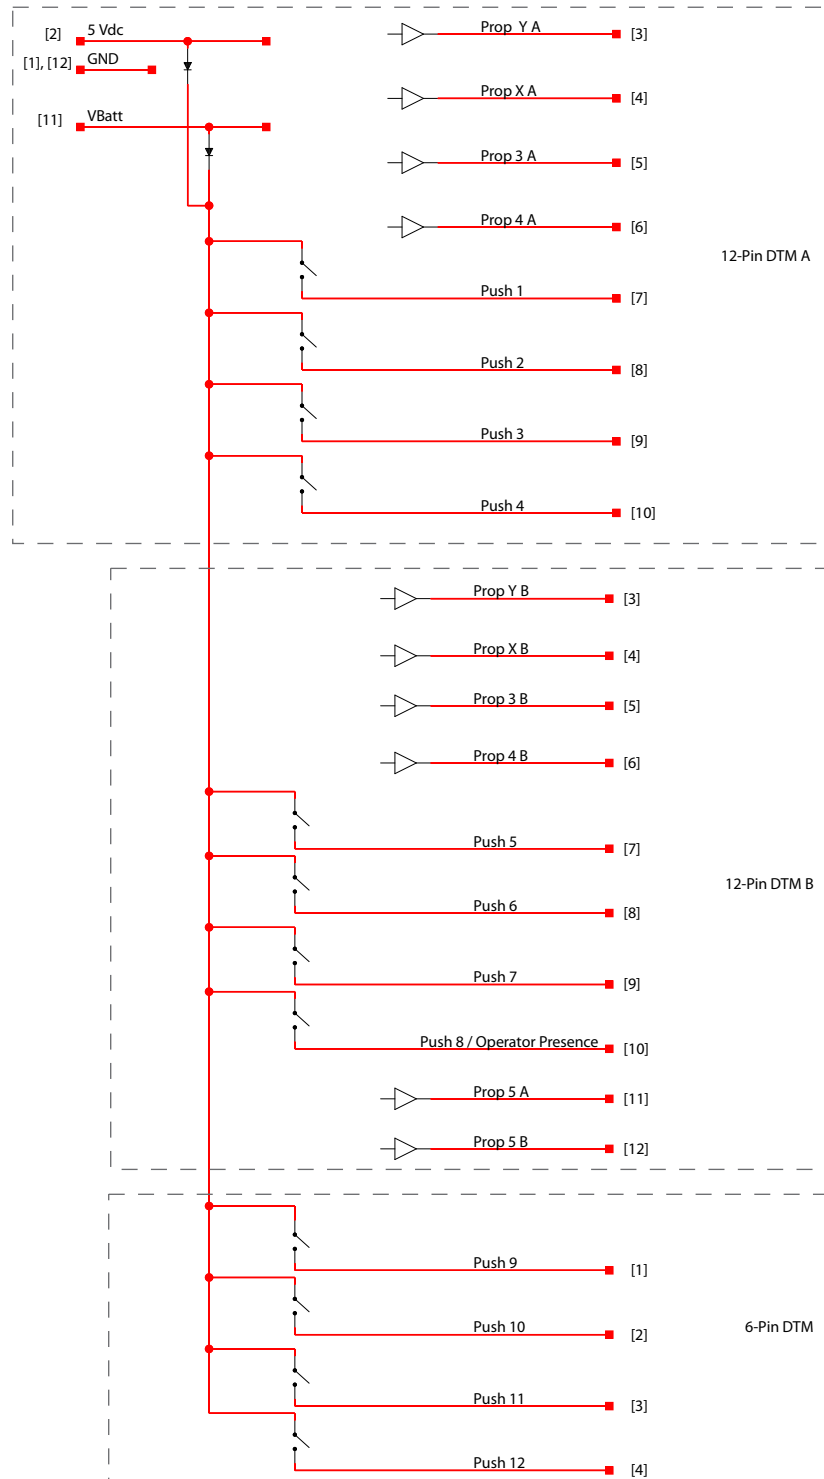 [2] 5 Vdc
[1], [12] GND
[11] VBatt
Prop Y A [3]
Prop X A [4]
Prop 3 A [5]
Prop 4 A [6]
12-Pin DTM A
Push 1 [7]
Push 2 [8]
Push 3 [9]
Push 4 [10]
Prop Y B [3]
Prop X B [4]
Prop 3 B [5]
Prop 4 B [6]
Push 5 [7]
12-Pin DTM B
Push 6 [8]
Push 7 [9]
Push 8 / Operator Presence [10]
Prop 5 A [11]
Prop 5 B [12]
Push 9 [1]
Push 10 [2]
6-Pin DTM
Push 11 [3]
Push 12 [4]